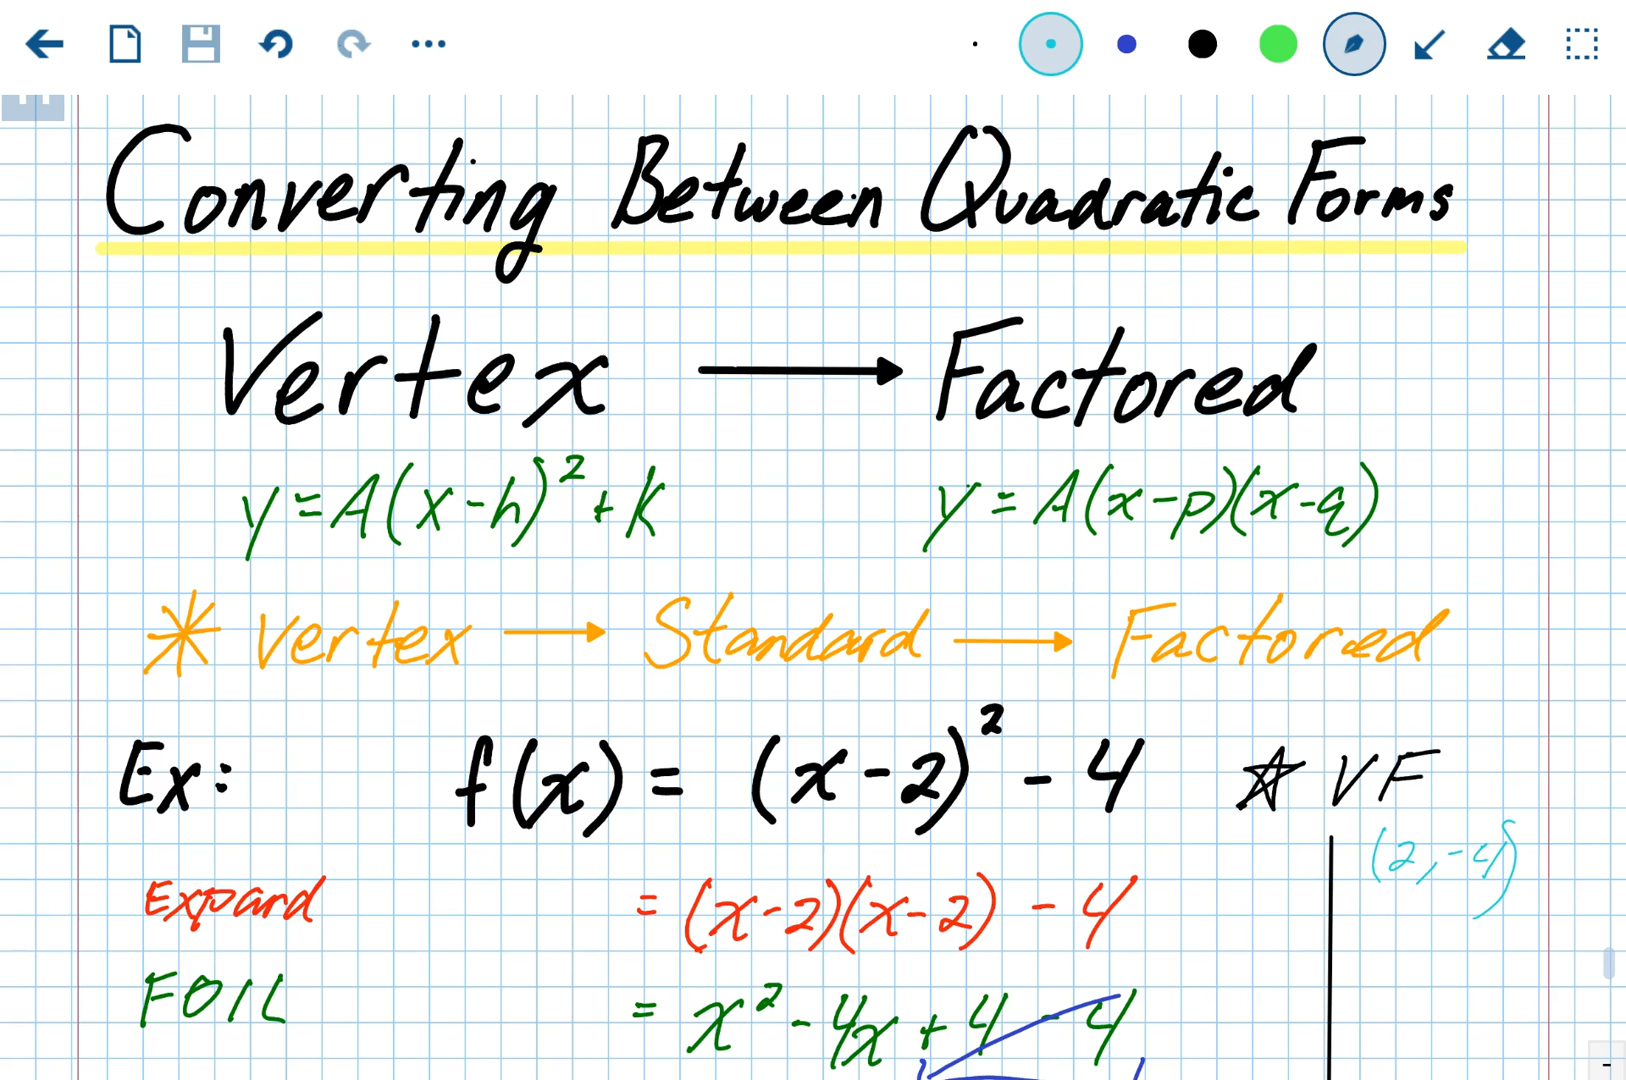 Converting Between Quadratic Forms
Vertex → Factored
y = A(x-h)² + k y = A(x-p)(x-q)
* Vertex → Standard → Factored
Ex: f(x) = (x-2)² - 4 ☆ VF
(2, -4)
Expand = (x-2)(x-2) - 4
FOIL = x² - 4x + 4 - 4